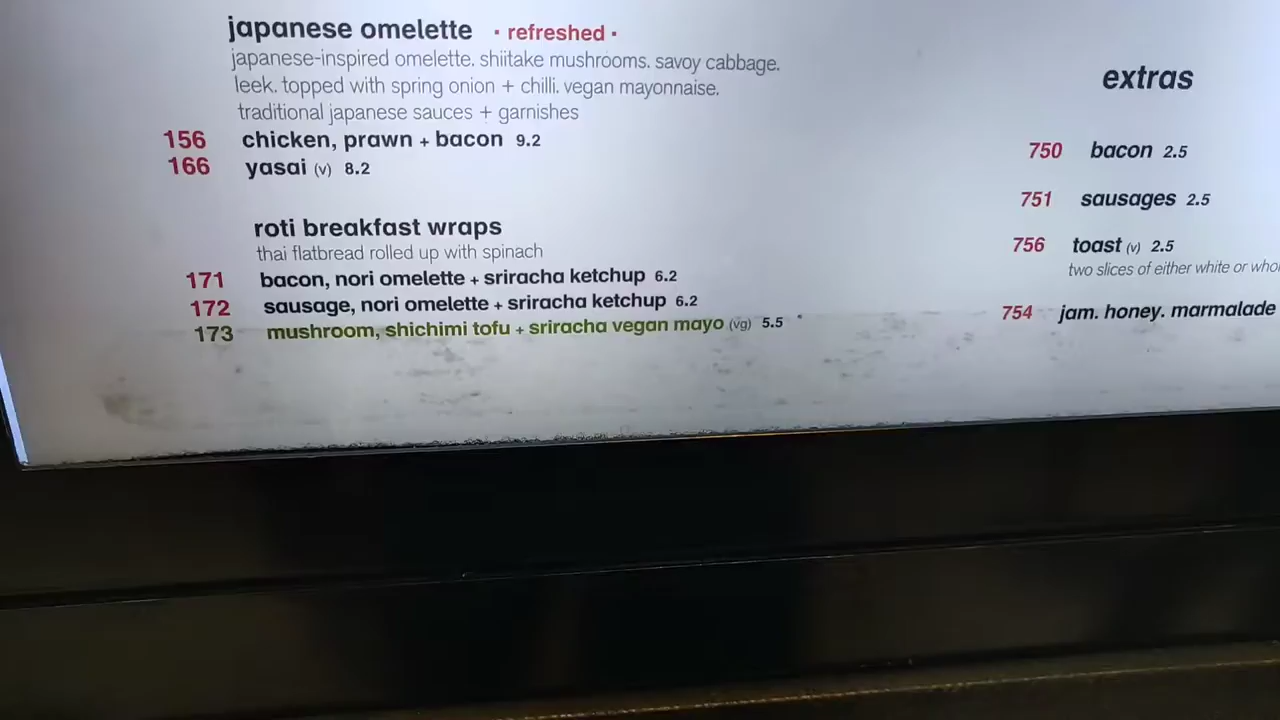 japanese omelette · refreshed ·
japanese-inspired omelette. shiitake mushrooms. savoy cabbage.
leek. topped with spring onion + chilli. vegan mayonnaise.
traditional japanese sauces + garnishes
156 chicken, prawn + bacon 9.2
166 yasai (v) 8.2
roti breakfast wraps
thai flatbread rolled up with spinach
171 bacon, nori omelette + sriracha ketchup 6.2
172 sausage, nori omelette + sriracha ketchup 6.2
173 mushroom, shichimi tofu + sriracha vegan mayo (vg) 5.5
extras
750 bacon 2.5
751 sausages 2.5
756 toast (v) 2.5
two slices of either white or
754 jam. honey. marmalade